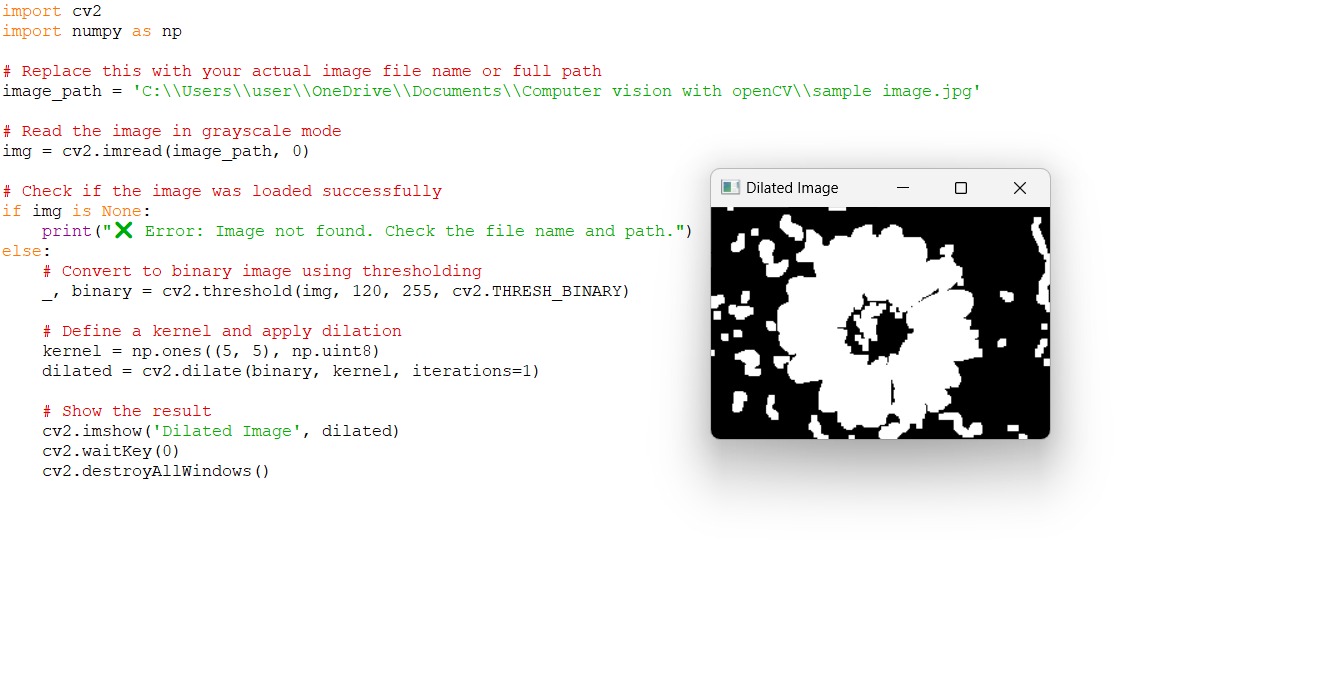 import cv2
import numpy as np
# Replace this with your actual image file name or full path
image_path = 'C:\\Users\\user\\OneDrive\\Documents\\Computer vision with openCV\\sample image.jpg'
# Read the image in grayscale mode
img = cv2.imread(image_path, 0)
# Check if the image was loaded successfully
if img is None:
    print("❌ Error: Image not found. Check the file name and path.")
else:
    # Convert to binary image using thresholding
    _, binary = cv2.threshold(img, 120, 255, cv2.THRESH_BINARY)
    # Define a kernel and apply dilation
    kernel = np.ones((5, 5), np.uint8)
    dilated = cv2.dilate(binary, kernel, iterations=1)
    # Show the result
    cv2.imshow('Dilated Image', dilated)
    cv2.waitKey(0)
    cv2.destroyAllWindows()
Dilated Image